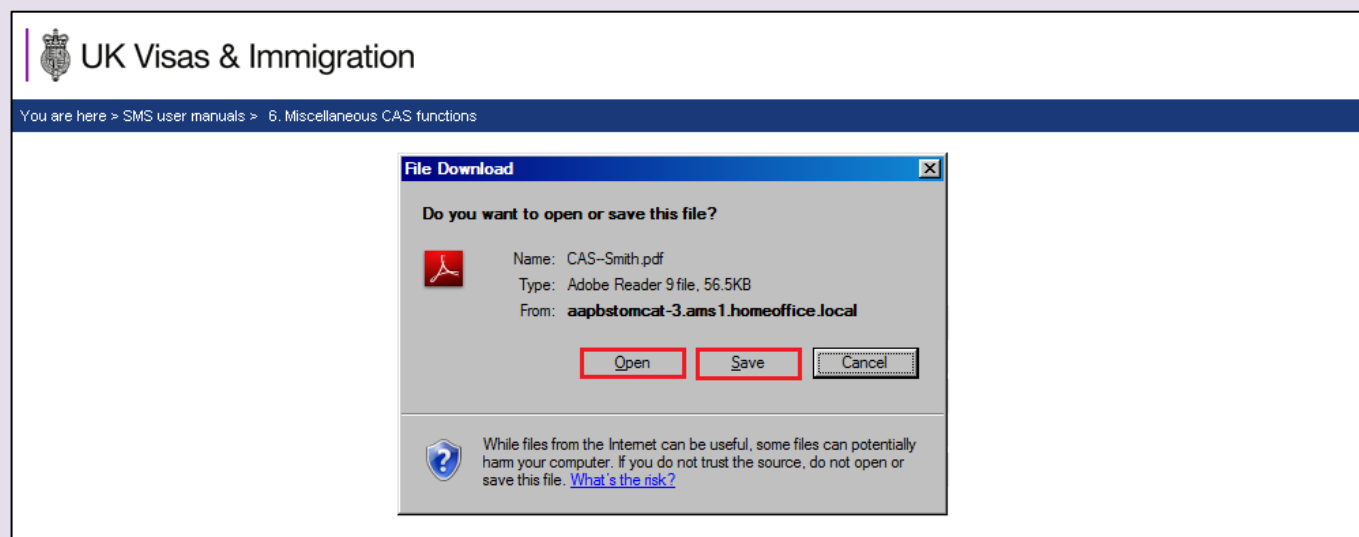 UK Visas & Immigration
You are here > SMS user manuals > 6. Miscellaneous CAS functions
File Download
Do you want to open or save this file?
Name: CAS--Smith.pdf
Type: Adobe Reader 9 file, 56.5KB
From: aapbstomcat-3.ams1.homeoffice.local
Open Save Cancel
While files from the Internet can be useful, some files can potentially
harm your computer. If you do not trust the source, do not open or
save this file. What's the risk?